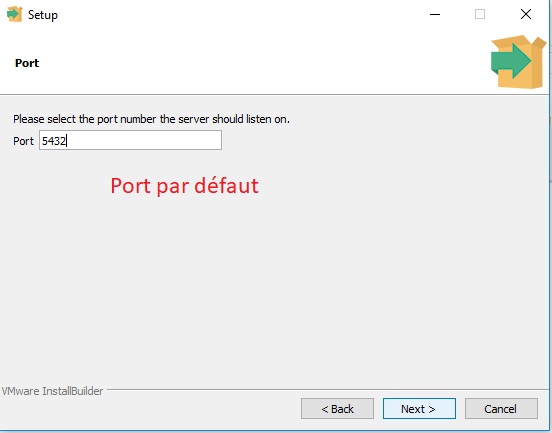 Setup
Port
Please select the port number the server should listen on.
Port 5432
Port par défaut
VMware InstallBuilder
< Back Next > Cancel